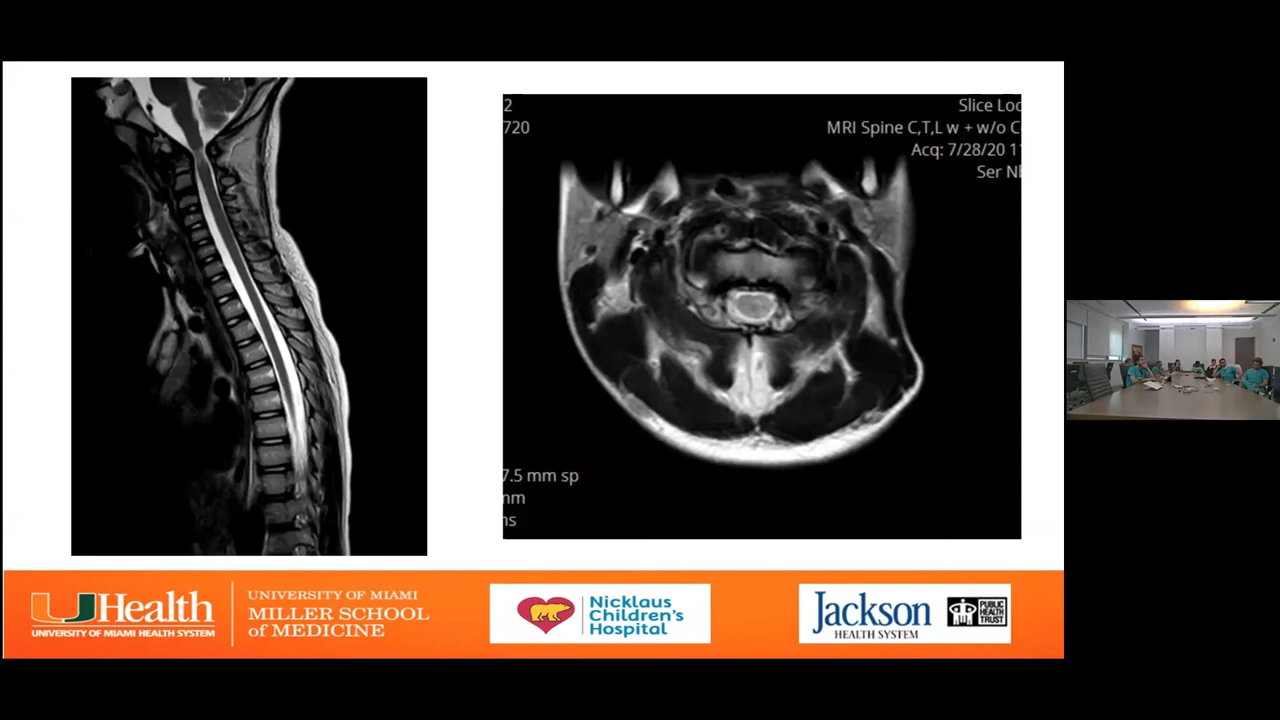 2
720
Slice Loc
MRI Spine C,T,L w + w/o C
Acq: 7/28/20 11
Ser N
7.5 mm sp
mm
ns
UHealth
UNIVERSITY OF MIAMI HEALTH SYSTEM
UNIVERSITY OF MIAMI
MILLER SCHOOL
of MEDICINE
Nicklaus
Children's
Hospital
Jackson
HEALTH SYSTEM
PUBLIC
HEALTH
TRUST